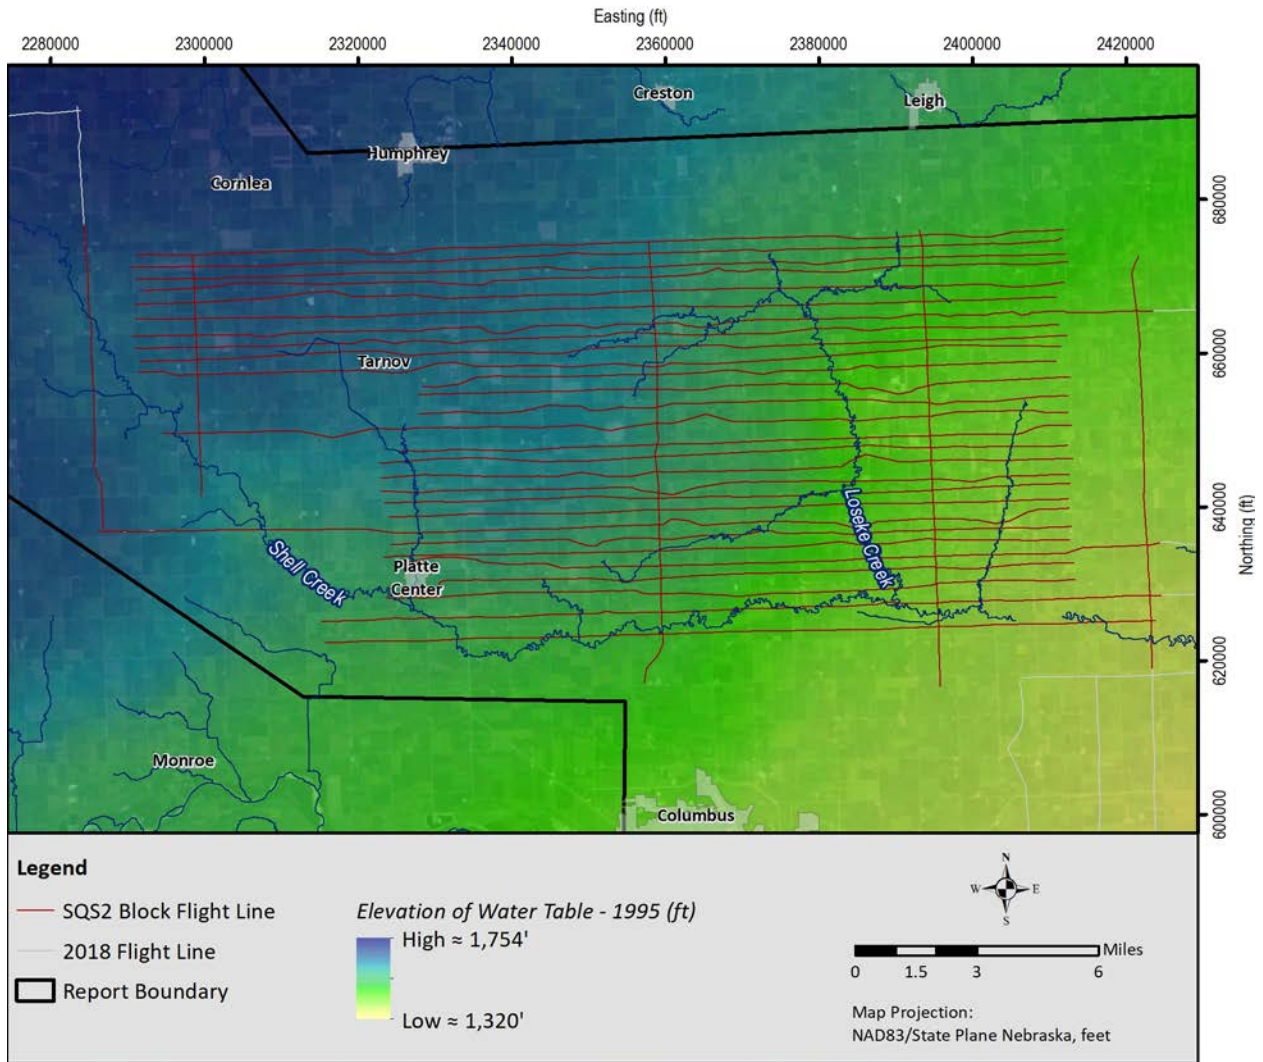 Easting (ft)
2280000 2300000 2320000 2340000 2360000 2380000 2400000 2420000
Creston
Leigh
Humphrey
Cornlea
680000
Tarnov
660000
640000
Northing (ft)
Loseke Creek
Shell Creek
Platte
Center
620000
Monroe
Columbus
600000
Legend
SQS2 Block Flight Line
2018 Flight Line
Report Boundary
Elevation of Water Table - 1995 (ft)
High ≈ 1,754'
Low ≈ 1,320'
N
W E
S
Miles
0 1.5 3 6
Map Projection:
NAD83/State Plane Nebraska, feet